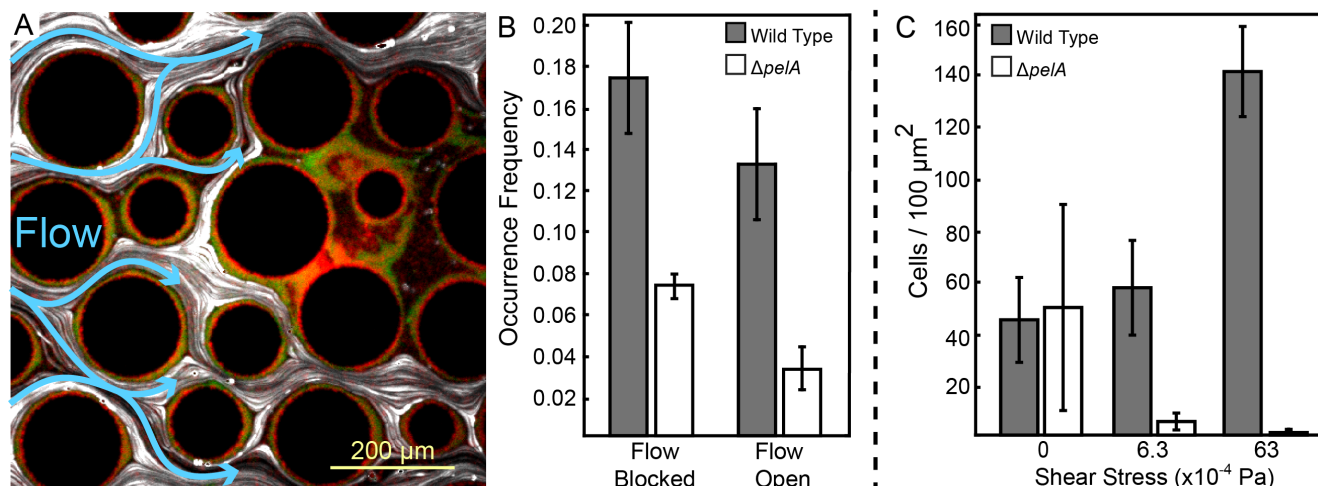 A
Flow
200 μm
B
Occurrence Frequency
0.20
0.18
0.16
0.14
0.12
0.10
0.08
0.06
0.04
0.02
Wild Type
ΔpelA
Flow Blocked
Flow Open
C
Cells / 100 μm²
160
140
120
100
80
60
40
20
Wild Type
ΔpelA
0
6.3
63
Shear Stress (x10⁻⁴ Pa)